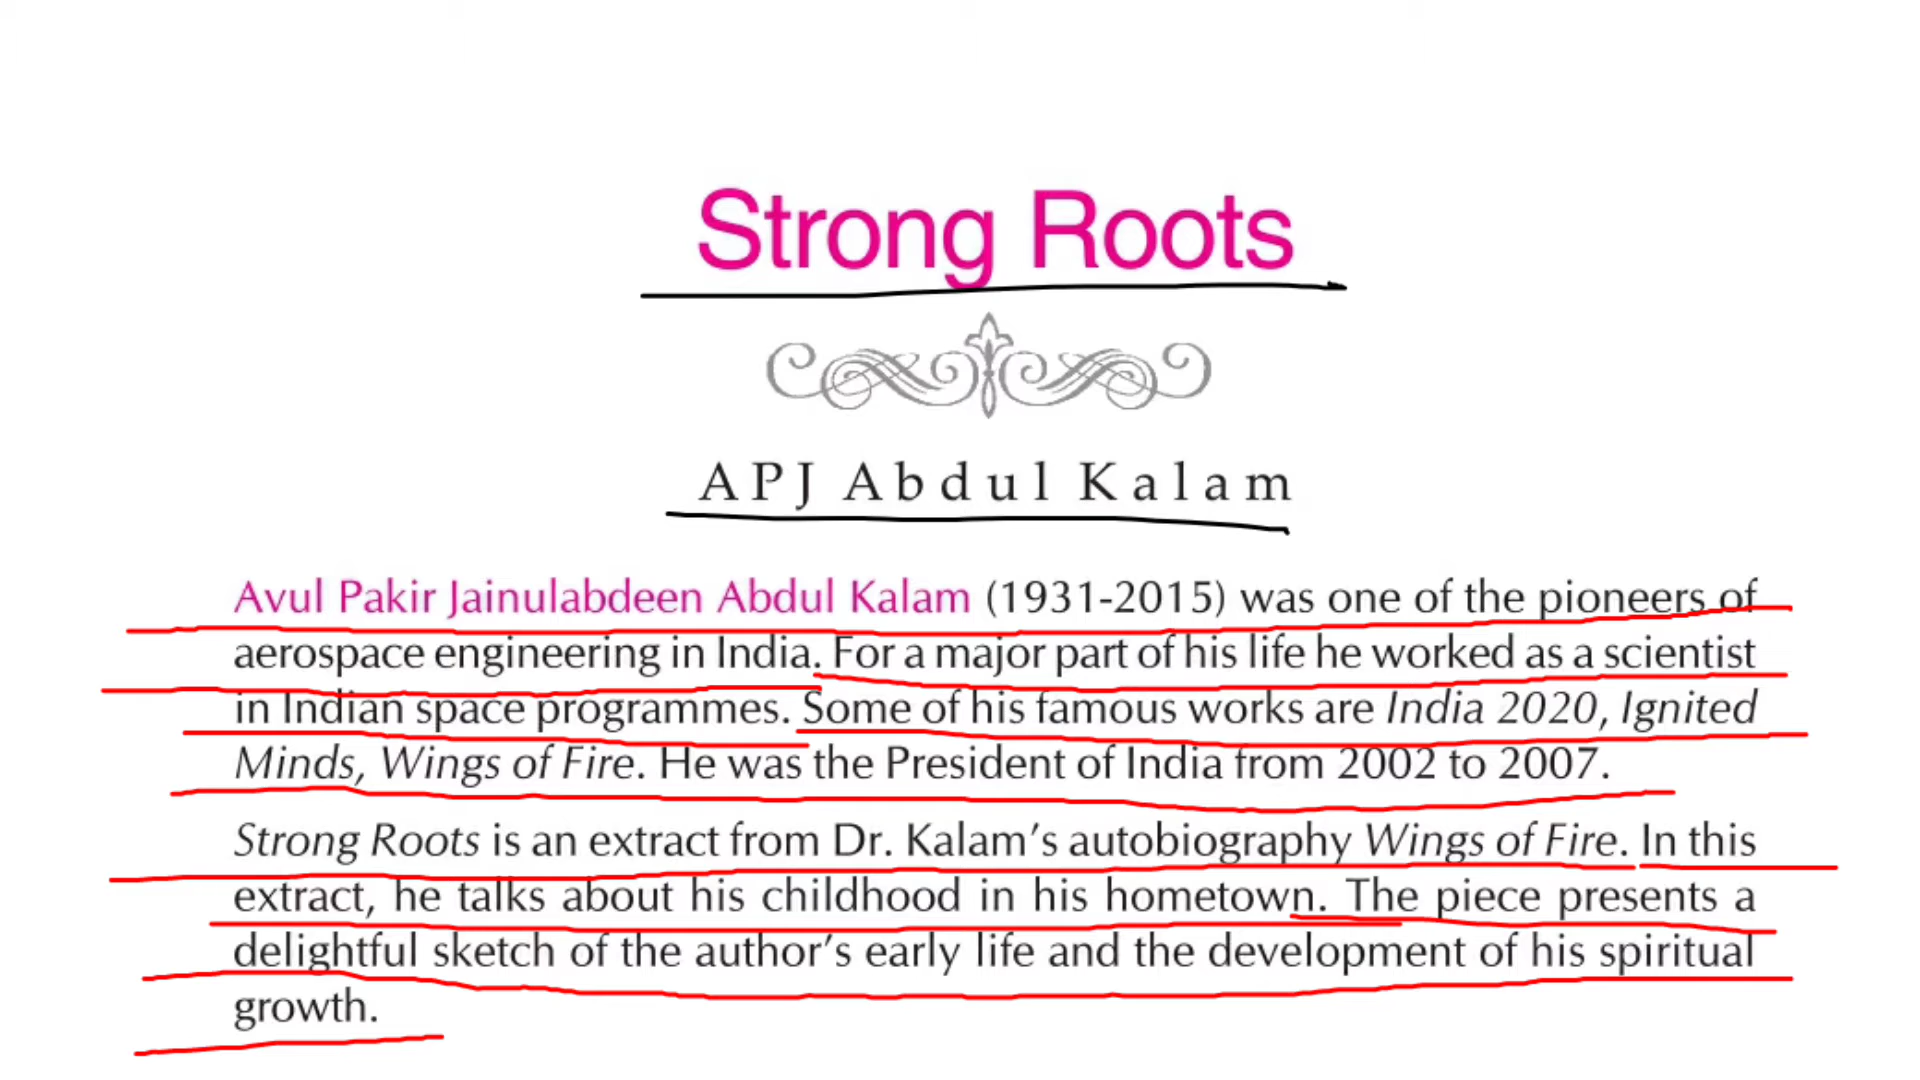 Strong Roots
APJ Abdul Kalam
Avul Pakir Jainulabdeen Abdul Kalam (1931-2015) was one of the pioneers of
aerospace engineering in India. For a major part of his life he worked as a scientist
in Indian space programmes. Some of his famous works are India 2020, Ignited
Minds, Wings of Fire. He was the President of India from 2002 to 2007.
Strong Roots is an extract from Dr. Kalam’s autobiography Wings of Fire. In this
extract, he talks about his childhood in his hometown. The piece presents a
delightful sketch of the author’s early life and the development of his spiritual
growth.